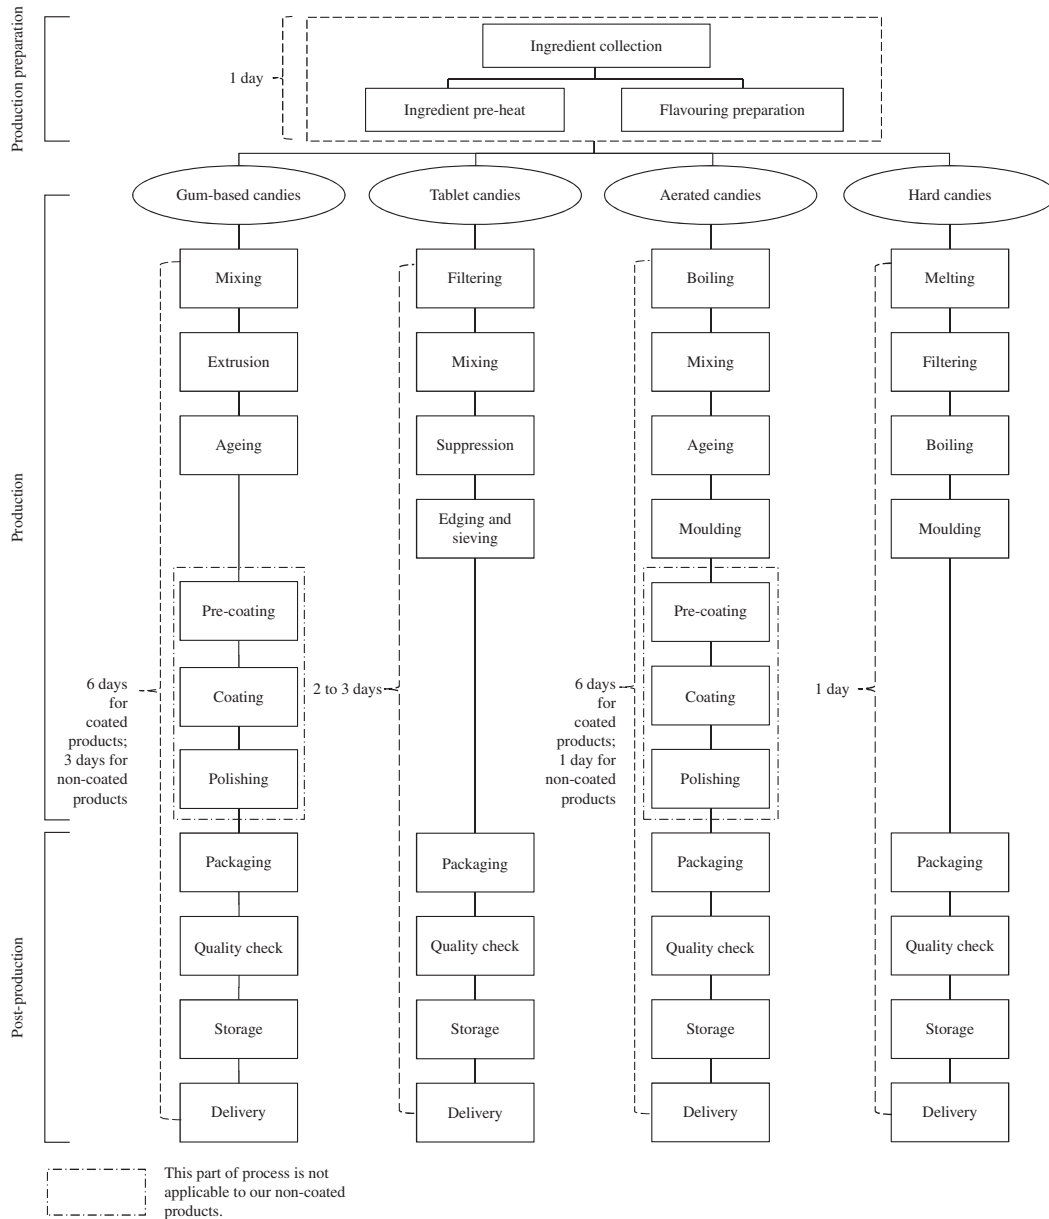 Production preparation
1 day
Ingredient collection
Ingredient pre-heat
Flavouring preparation
Production
Gum-based candies
Mixing
Extrusion
Ageing
Pre-coating
Coating
Polishing
6 days
for
coated
products;
3 days for
non-coated
products
Tablet candies
Filtering
Mixing
Suppression
Edging and
sieving
2 to 3 days
Aerated candies
Boiling
Mixing
Ageing
Moulding
Pre-coating
Coating
Polishing
6 days
for
coated
products;
1 day for
non-coated
products
Hard candies
Melting
Filtering
Boiling
Moulding
1 day
Post-production
Packaging
Quality check
Storage
Delivery
Packaging
Quality check
Storage
Delivery
Packaging
Quality check
Storage
Delivery
Packaging
Quality check
Storage
Delivery
This part of process is not
applicable to our non-coated
products.